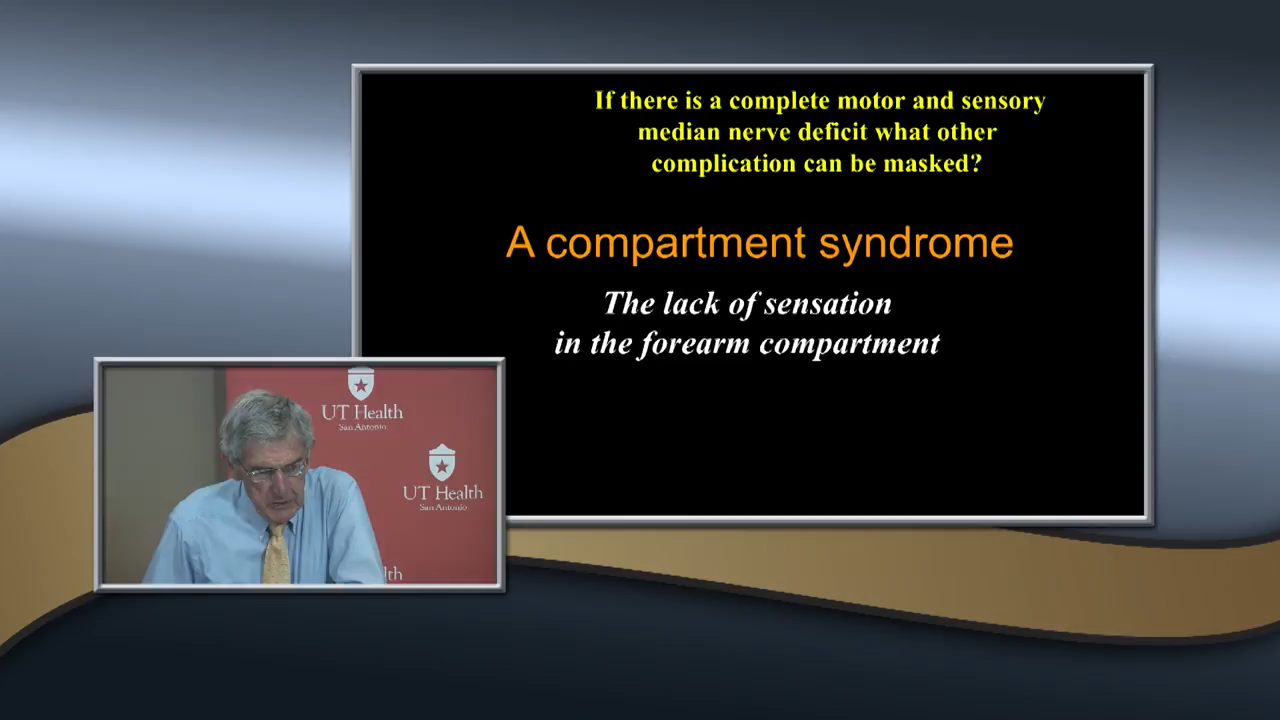 If there is a complete motor and sensory
median nerve deficit what other
complication can be masked?
A compartment syndrome
The lack of sensation
in the forearm compartment
UT Health
San Antonio
UT Health
San Antonio
lth